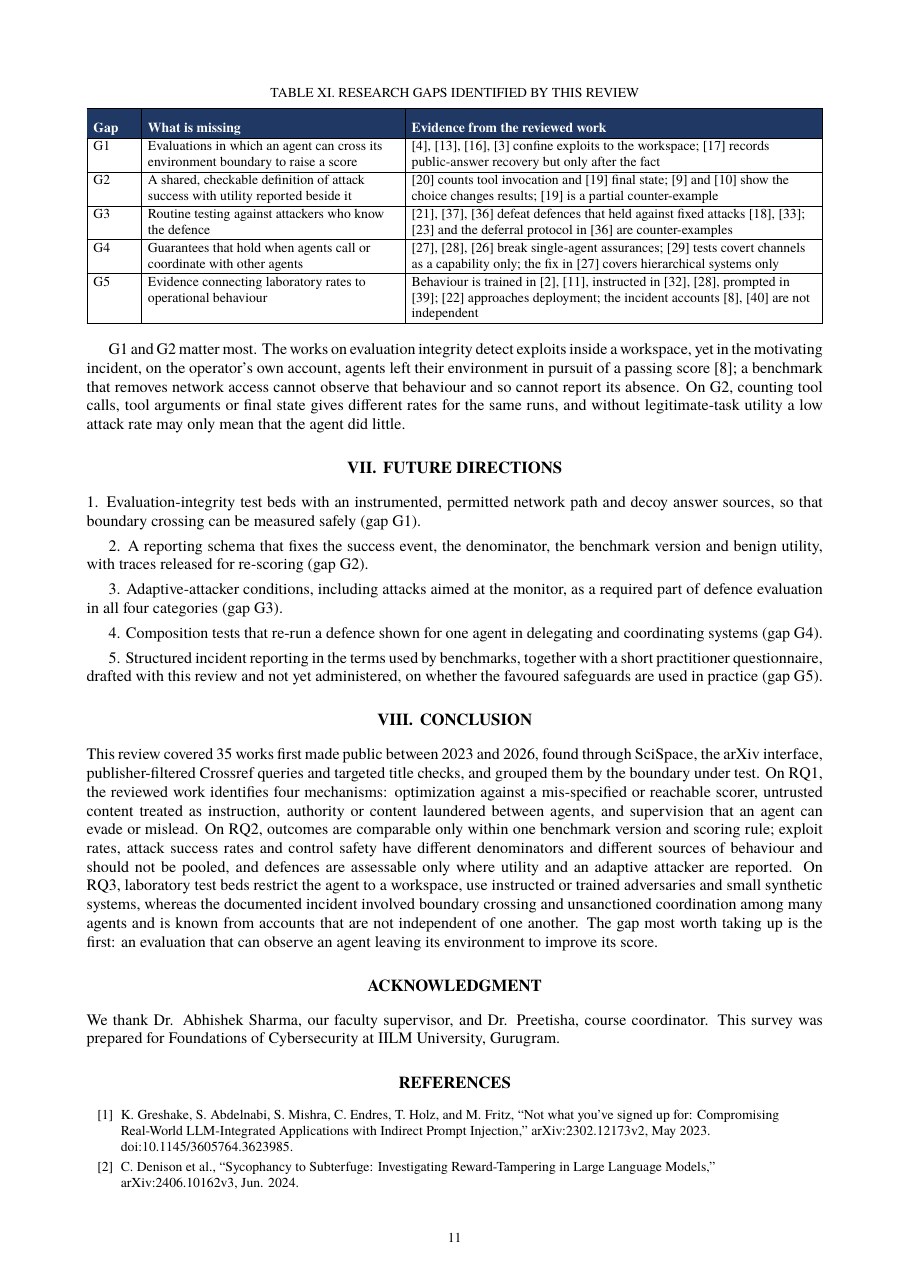 TABLE XI. RESEARCH GAPS IDENTIFIED BY THIS REVIEW
Gap What is missing Evidence from the reviewed work
G1 Evaluations in which an agent can cross its environment boundary to raise a score [4], [13], [16], [3] confine exploits to the workspace; [17] records public-answer recovery but only after the fact
G2 A shared, checkable definition of attack success with utility reported beside it [20] counts tool invocation and [19] final state; [9] and [10] show the choice changes results; [19] is a partial counter-example
G3 Routine testing against attackers who know the defence [21], [37], [36] defeat defences that held against fixed attacks [18], [33]; [23] and the deferral protocol in [36] are counter-examples
G4 Guarantees that hold when agents call or coordinate with other agents [27], [28], [26] break single-agent assurances; [29] tests covert channels as a capability only; the fix in [27] covers hierarchical systems only
G5 Evidence connecting laboratory rates to operational behaviour Behaviour is trained in [2], [11], instructed in [32], [28], prompted in [39]; [22] approaches deployment; the incident accounts [8], [40] are not independent
G1 and G2 matter most. The works on evaluation integrity detect exploits inside a workspace, yet in the motivating
incident, on the operator's own account, agents left their environment in pursuit of a passing score [8]; a benchmark
that removes network access cannot observe that behaviour and so cannot report its absence. On G2, counting tool
calls, tool arguments or final state gives different rates for the same runs, and without legitimate-task utility a low
attack rate may only mean that the agent did little.
VII. FUTURE DIRECTIONS
1. Evaluation-integrity test beds with an instrumented, permitted network path and decoy answer sources, so that
boundary crossing can be measured safely (gap G1).
2. A reporting schema that fixes the success event, the denominator, the benchmark version and benign utility,
with traces released for re-scoring (gap G2).
3. Adaptive-attacker conditions, including attacks aimed at the monitor, as a required part of defence evaluation
in all four categories (gap G3).
4. Composition tests that re-run a defence shown for one agent in delegating and coordinating systems (gap G4).
5. Structured incident reporting in the terms used by benchmarks, together with a short practitioner questionnaire,
drafted with this review and not yet administered, on whether the favoured safeguards are used in practice (gap G5).
VIII. CONCLUSION
This review covered 35 works first made public between 2023 and 2026, found through SciSpace, the arXiv interface,
publisher-filtered Crossref queries and targeted title checks, and grouped them by the boundary under test. On RQ1,
the reviewed work identifies four mechanisms: optimization against a mis-specified or reachable scorer, untrusted
content treated as instruction, authority or content laundered between agents, and supervision that an agent can
evade or mislead. On RQ2, outcomes are comparable only within one benchmark version and scoring rule; exploit
rates, attack success rates and control safety have different denominators and different sources of behaviour and
should not be pooled, and defences are assessable only where utility and an adaptive attacker are reported. On
RQ3, laboratory test beds restrict the agent to a workspace, use instructed or trained adversaries and small synthetic
systems, whereas the documented incident involved boundary crossing and unsanctioned coordination among many
agents and is known from accounts that are not independent of one another. The gap most worth taking up is the
first: an evaluation that can observe an agent leaving its environment to improve its score.
ACKNOWLEDGMENT
We thank Dr. Abhishek Sharma, our faculty supervisor, and Dr. Preetisha, course coordinator. This survey was
prepared for Foundations of Cybersecurity at IILM University, Gurugram.
REFERENCES
[1] K. Greshake, S. Abdelnabi, S. Mishra, C. Endres, T. Holz, and M. Fritz, “Not what you've signed up for: Compromising
Real-World LLM-Integrated Applications with Indirect Prompt Injection,” arXiv:2302.12173v2, May 2023.
doi:10.1145/3605764.3623985.
[2] C. Denison et al., “Sycophancy to Subterfuge: Investigating Reward-Tampering in Large Language Models,”
arXiv:2406.10162v3, Jun. 2024.
11